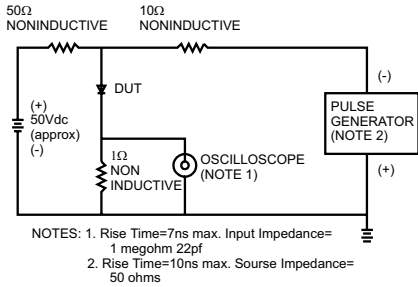 50Ω
NONINDUCTIVE
10Ω
NONINDUCTIVE
(+)
50Vdc
(approx)
(-)
DUT
1Ω
NON
INDUCTIVE
OSCILLOSCOPE
(NOTE 1)
(-)
PULSE
GENERATOR
(NOTE 2)
(+)
NOTES: 1. Rise Time=7ns max. Input Impedance=
1 megohm 22pf
2. Rise Time=10ns max. Sourse Impedance=
50 ohms